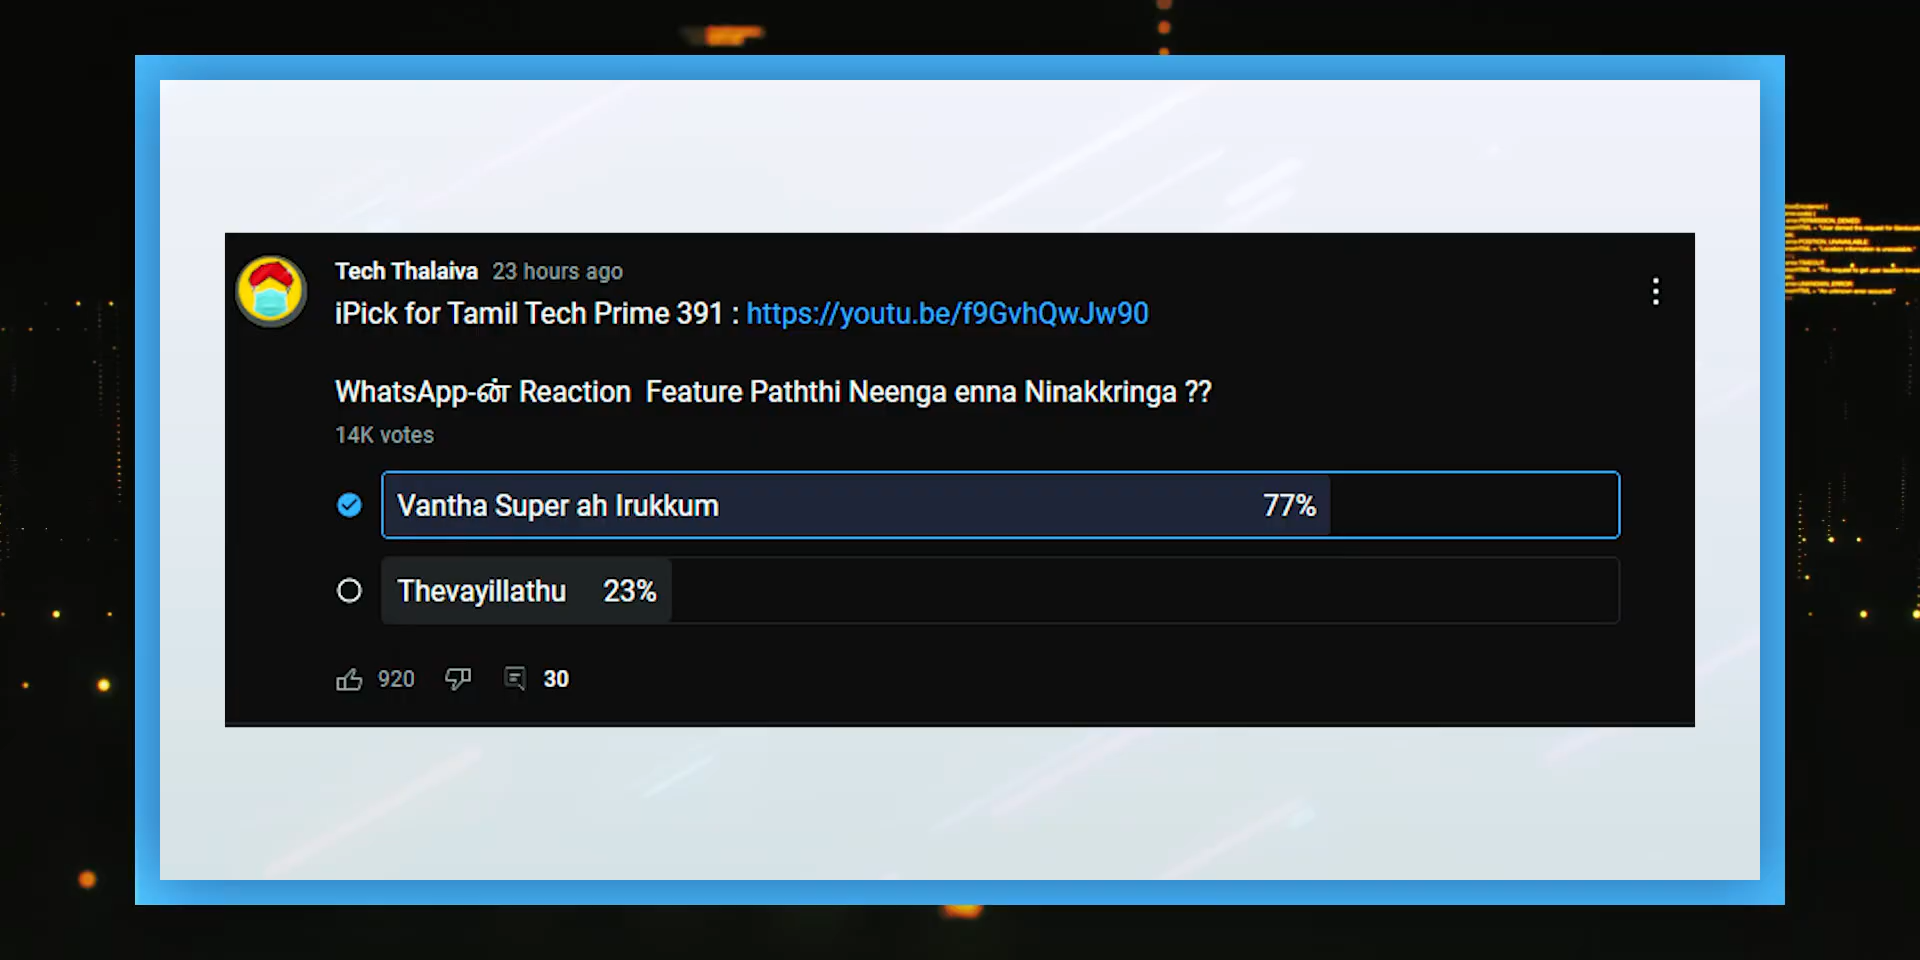 Tech Thalaiva 23 hours ago
iPick for Tamil Tech Prime 391 : https://youtu.be/f9GvhQwJw90
WhatsApp-ன் Reaction Feature Paththi Neenga enna Ninakkringa ??
14K votes
Vantha Super ah Irukkum 77%
Thevayillathu 23%
920 30